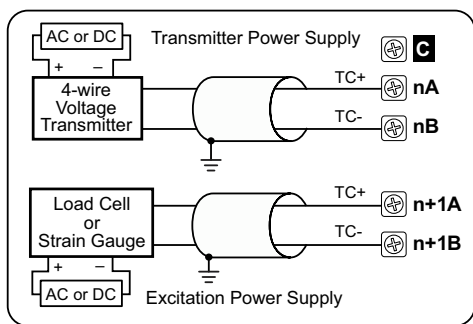 AC or DC
Transmitter Power Supply
C
+ –
4-wire
Voltage
Transmitter
TC+
nA
TC-
nB
Load Cell
or
Strain Gauge
TC+
n+1A
TC-
n+1B
+ –
AC or DC
Excitation Power Supply